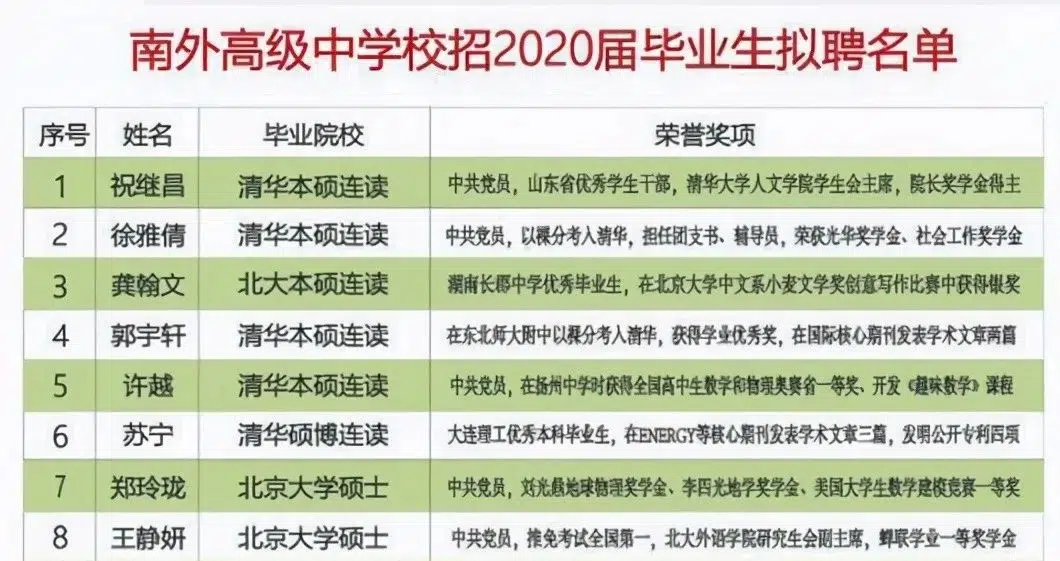 南外高级中学校招2020届毕业生拟聘名单
序号 姓名 毕业院校 荣誉奖项
1 祝继昌 清华本硕连读 中共党员，山东省优秀学生干部，清华大学人文学院学生会主席，院长奖学金得主
2 徐雅倩 清华本硕连读 中共党员，以裸分考入清华，担任团支书、辅导员，荣获光华奖学金、社会工作奖学金
3 龚翰文 北大本硕连读 湖南长郡中学优秀毕业生，在北京大学中文系小麦文学奖创意写作比赛中获得银奖
4 郭宇轩 清华本硕连读 在东北师大附中以裸分考入清华，获得学业优秀奖，在国际核心期刊发表学术文章两篇
5 许越 清华本硕连读 中共党员，在扬州中学时获得全国高中生数学和物理奥赛省一等奖、开发《趣味数学》课程
6 苏宁 清华硕博连读 大连理工优秀本科毕业生，在ENERGY等核心期刊发表学术文章三篇，发明公开专利四项
7 郑玲珑 北京大学硕士 中共党员，刘光鼎地球物理奖学金、李四光地学奖学金、美国大学生数学建模竞赛一等奖
8 王静妍 北京大学硕士 中共党员，推免考试全国第一，北大外语学院研究生会副主席，蝉联学业一等奖学金